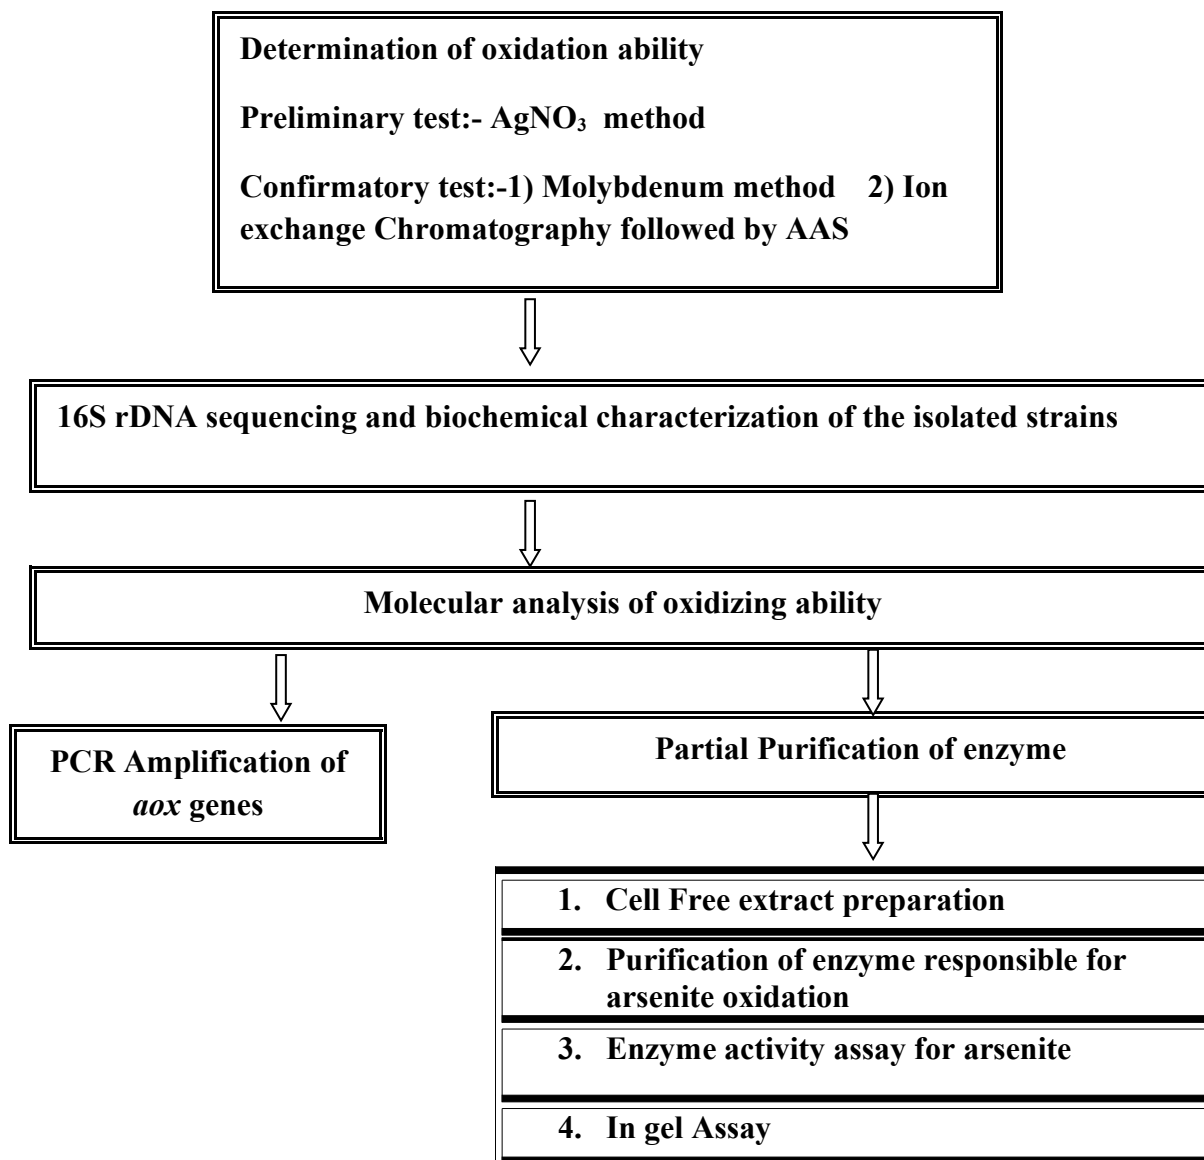 Determination of oxidation ability
Preliminary test:- AgNO₃ method
Confirmatory test:-1) Molybdenum method 2) Ion
exchange Chromatography followed by AAS
16S rDNA sequencing and biochemical characterization of the isolated strains
Molecular analysis of oxidizing ability
PCR Amplification of
aox genes
Partial Purification of enzyme
1. Cell Free extract preparation
2. Purification of enzyme responsible for
arsenite oxidation
3. Enzyme activity assay for arsenite
4. In gel Assay